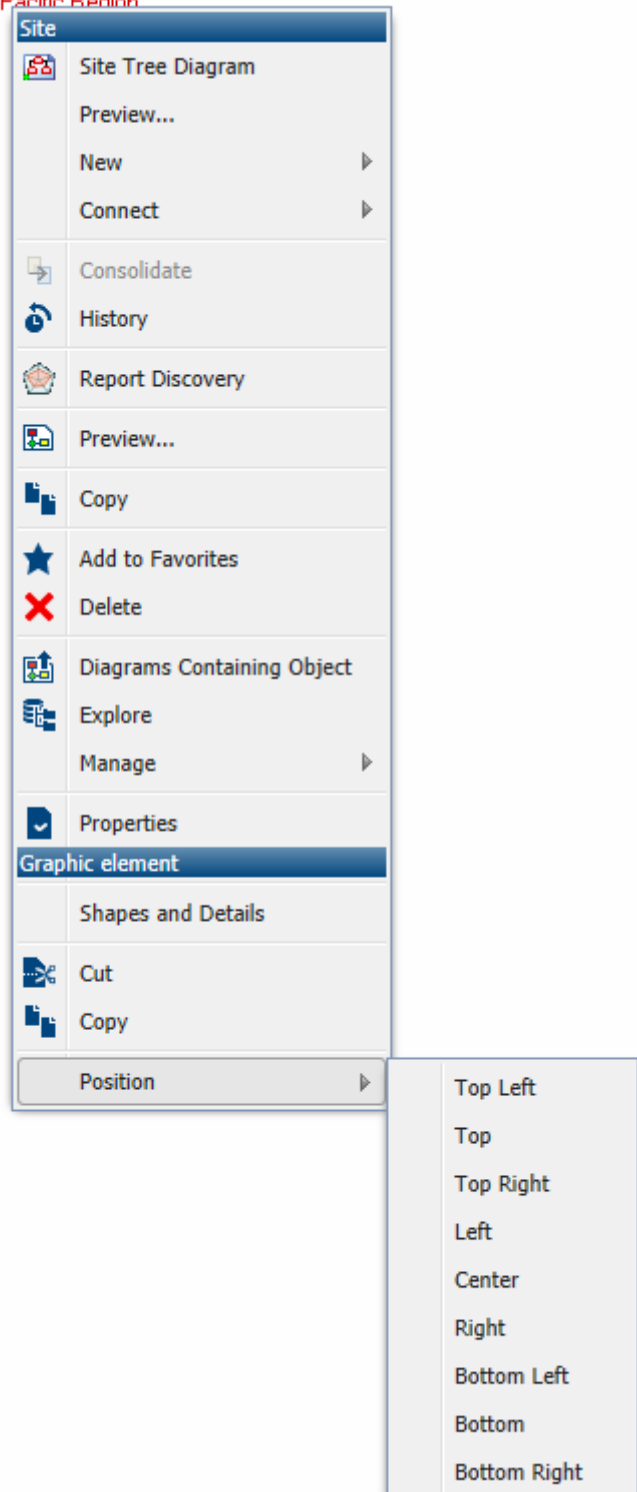 Pacific Region
Site
Site Tree Diagram
Preview...
New
Connect
Consolidate
History
Report Discovery
Preview...
Copy
Add to Favorites
Delete
Diagrams Containing Object
Explore
Manage
Properties
Graphic element
Shapes and Details
Cut
Copy
Position
Top Left
Top
Top Right
Left
Center
Right
Bottom Left
Bottom
Bottom Right